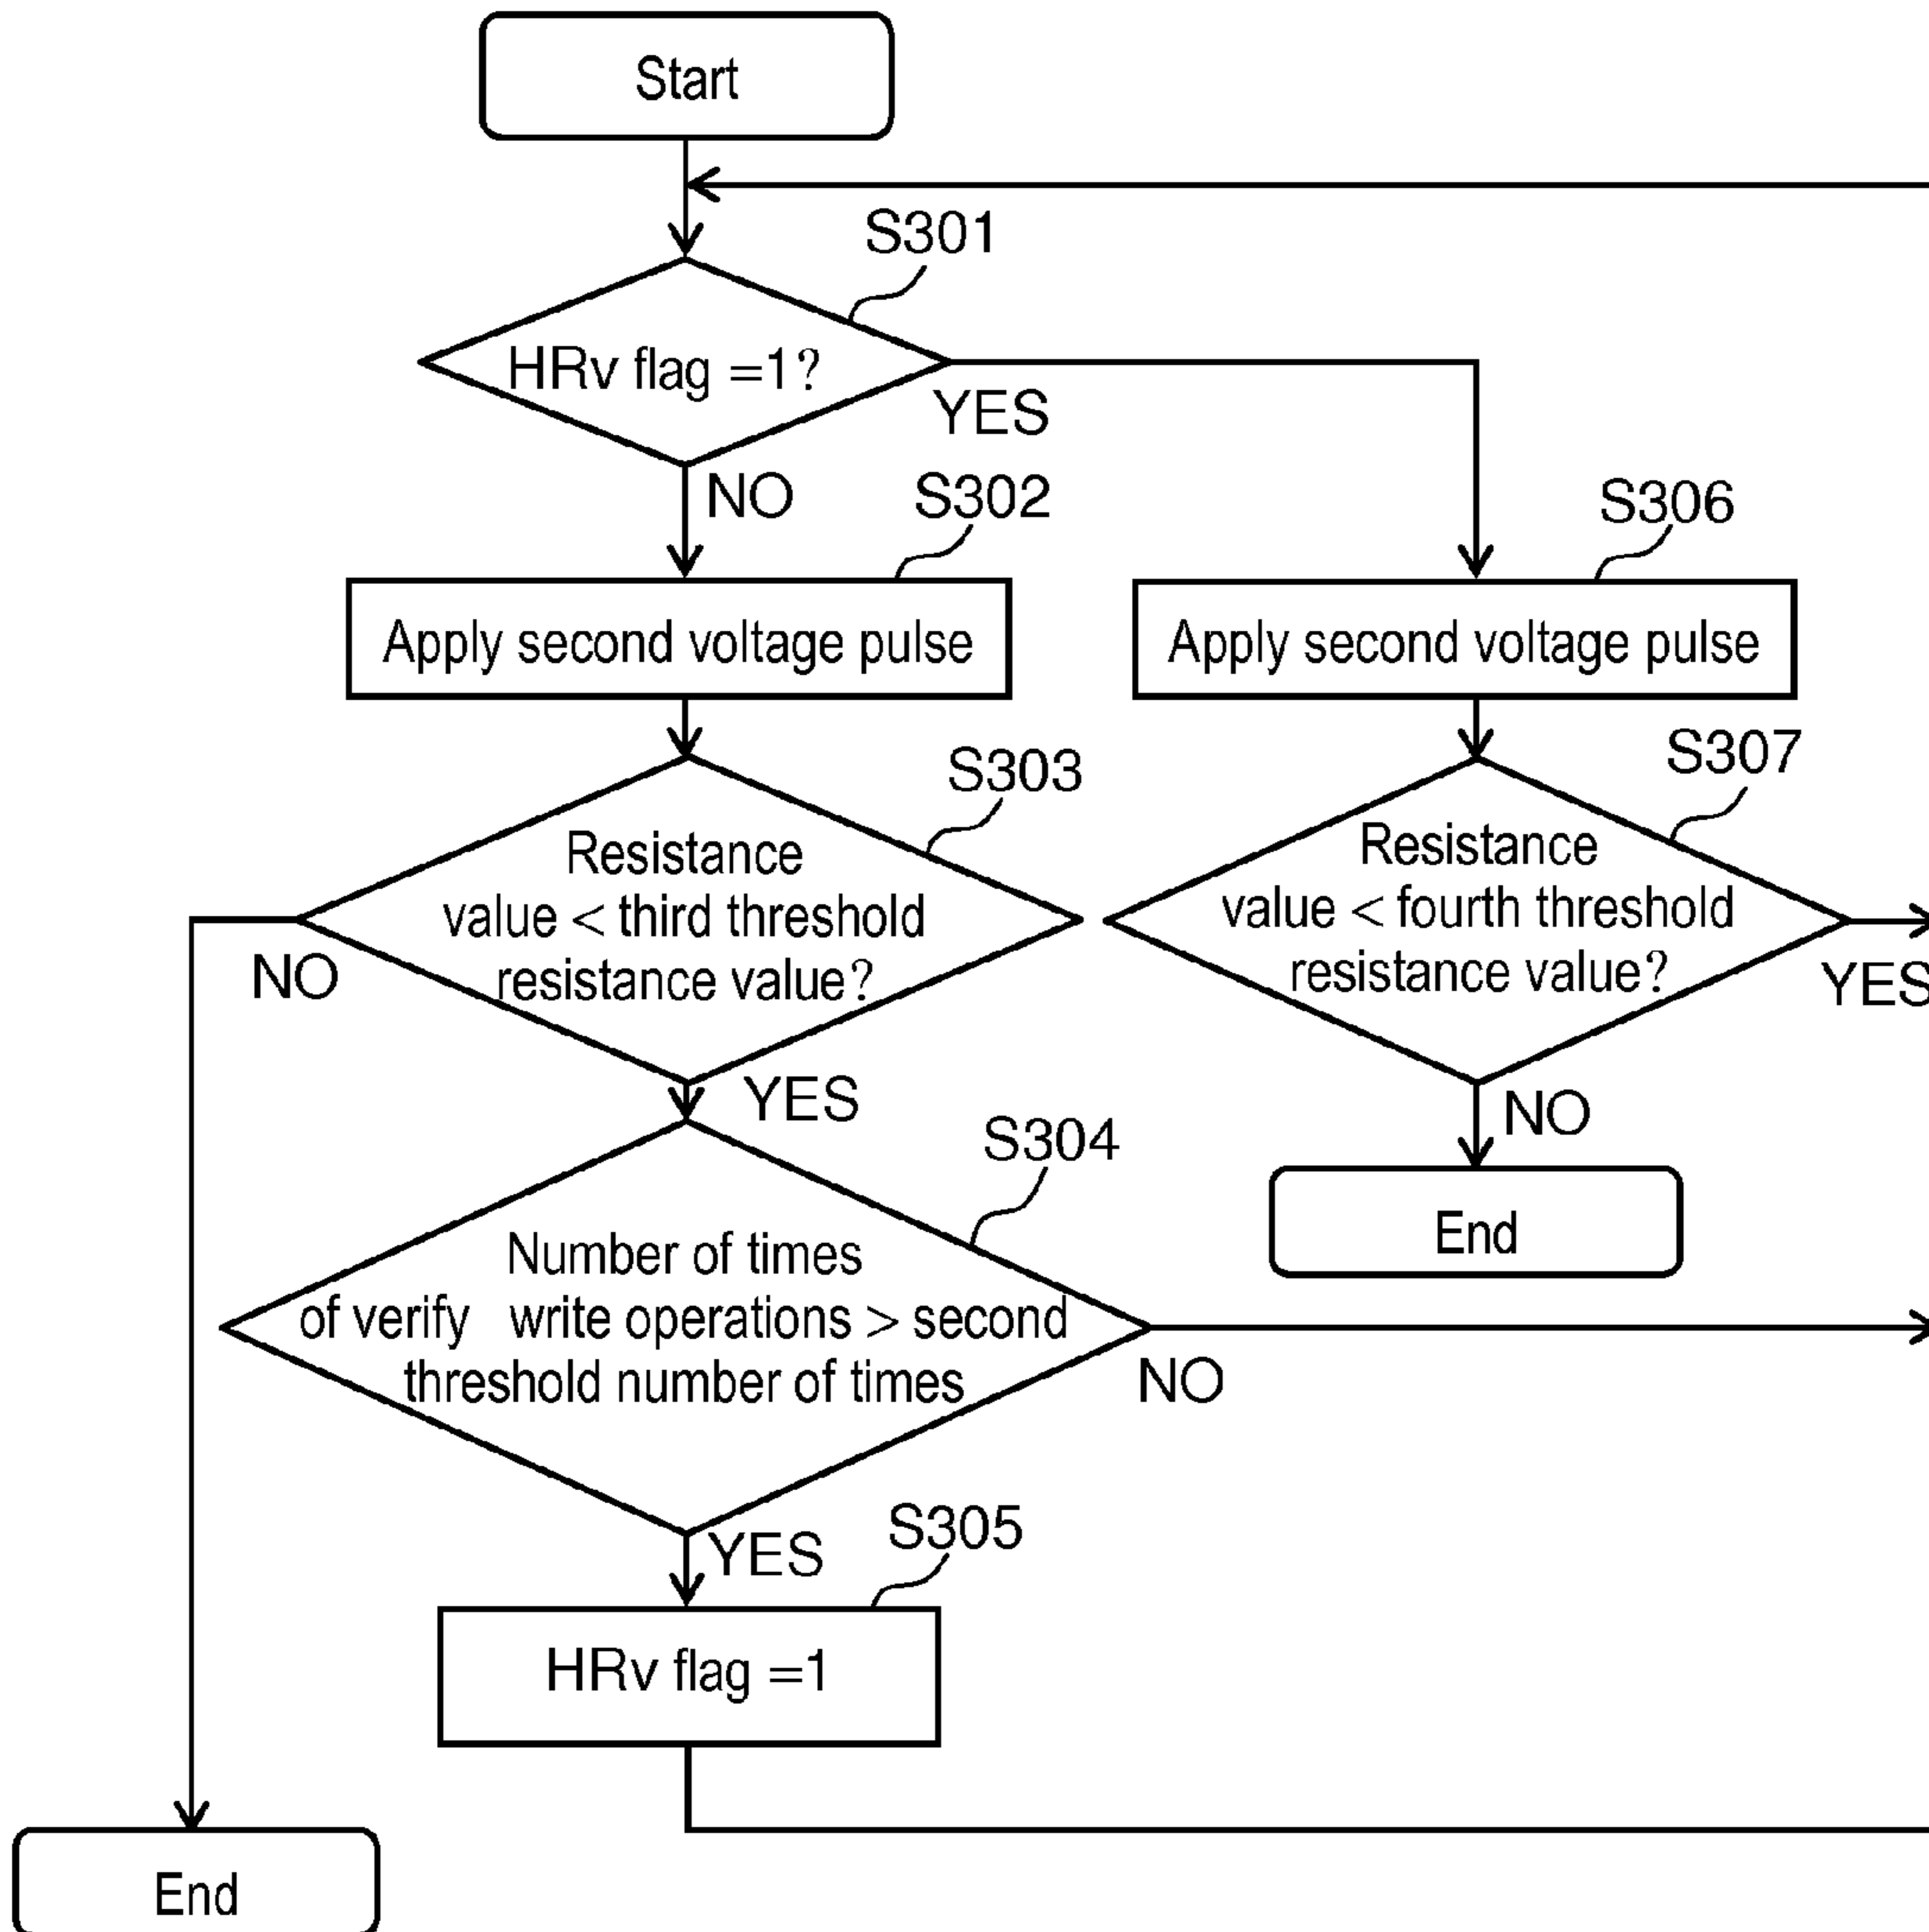 Start
S301
HRv flag =1?
YES
NO
S302
S306
Apply second voltage pulse
Apply second voltage pulse
S303
S307
Resistance
value < third threshold
resistance value?
Resistance
value < fourth threshold
resistance value?
NO
YES
YES
NO
S304
End
Number of times
of verify write operations > second
threshold number of times
NO
YES
S305
HRv flag =1
End